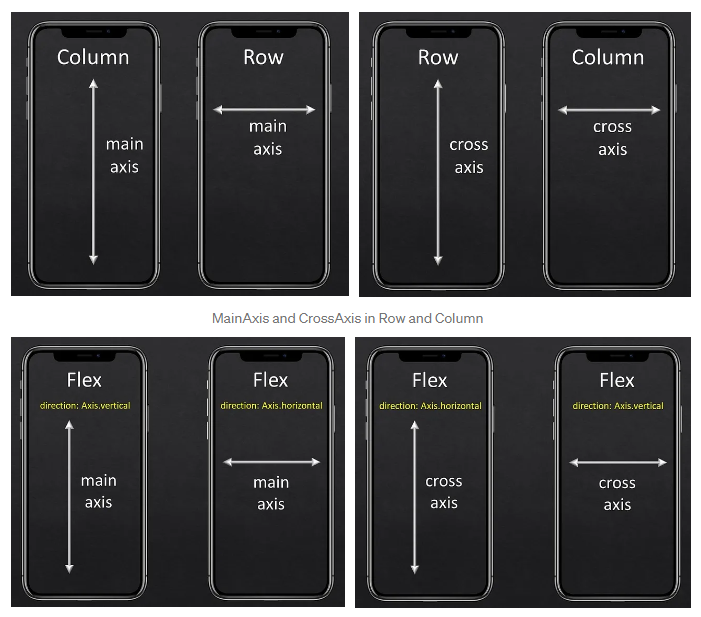 Column
main
axis
Row
main
axis
Row
cross
axis
Column
cross
axis
MainAxis and CrossAxis in Row and Column
Flex
direction: Axis.vertical
main
axis
Flex
direction: Axis.horizontal
main
axis
Flex
direction: Axis.horizontal
cross
axis
Flex
direction: Axis.vertical
cross
axis